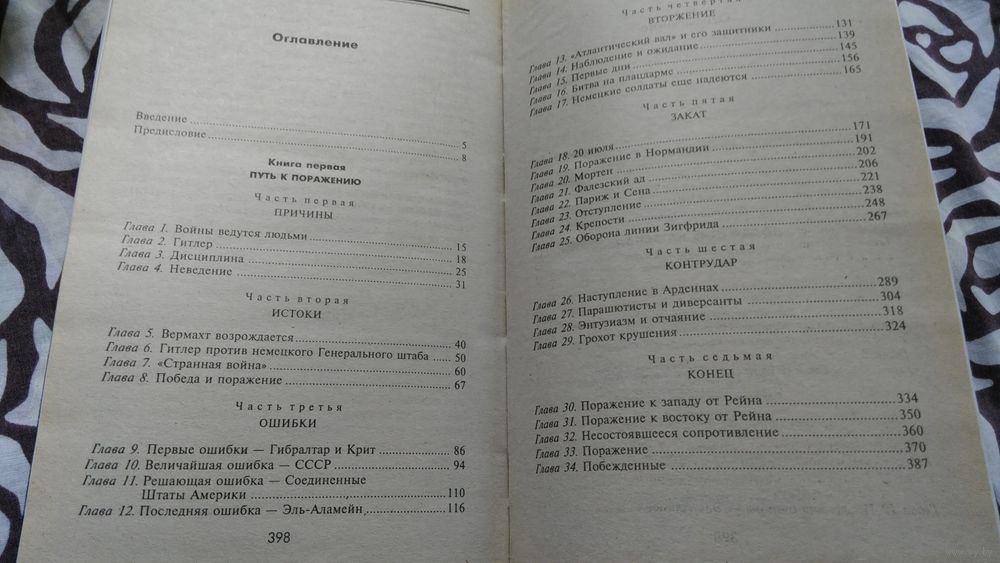 Оглавление
Введение 5
Предисловие 8
Книга первая
ПУТЬ К ПОРАЖЕНИЮ
Часть первая
ПРИЧИНЫ
Глава 1. Войны ведутся людьми 15
Глава 2. Гитлер 18
Глава 3. Дисциплина 25
Глава 4. Неведение 31
Часть вторая
ИСТОКИ
Глава 5. Вермахт возрождается 40
Глава 6. Гитлер против немецкого Генерального штаба 50
Глава 7. «Странная война» 60
Глава 8. Победа и поражение 67
Часть третья
ОШИБКИ
Глава 9. Первые ошибки — Гибралтар и Крит 86
Глава 10. Величайшая ошибка — СССР 94
Глава 11. Решающая ошибка — Соединенные
Штаты Америки 110
Глава 12. Последняя ошибка — Эль-Аламейн 116
398
Часть четвертая
ВТОРЖЕНИЕ
Глава 13. «Атлантический вал» и его защитники 131
Глава 14. Наблюдение и ожидание 139
Глава 15. Первые дни 145
Глава 16. Битва на плацдарме 156
Глава 17. Немецкие солдаты еще надеются 165
Часть пятая
ЗАКАТ
Глава 18. 20 июля 171
Глава 19. Поражение в Нормандии 191
Глава 20. Мортен 202
Глава 21. Фалезский ад 206
Глава 22. Париж и Сена 221
Глава 23. Отступление 238
Глава 24. Крепости 248
Глава 25. Оборона линии Зигфрида 267
Часть шестая
КОНТРУДАР
Глава 26. Наступление в Арденнах 289
Глава 27. Парашютисты и диверсанты 304
Глава 28. Энтузиазм и отчаяние 318
Глава 29. Грохот крушения 324
Часть седьмая
КОНЕЦ
Глава 30. Поражение к западу от Рейна 334
Глава 31. Поражение к востоку от Рейна 350
Глава 32. Несостоявшееся сопротивление 360
Глава 33. Поражение 370
Глава 34. Побежденные 387